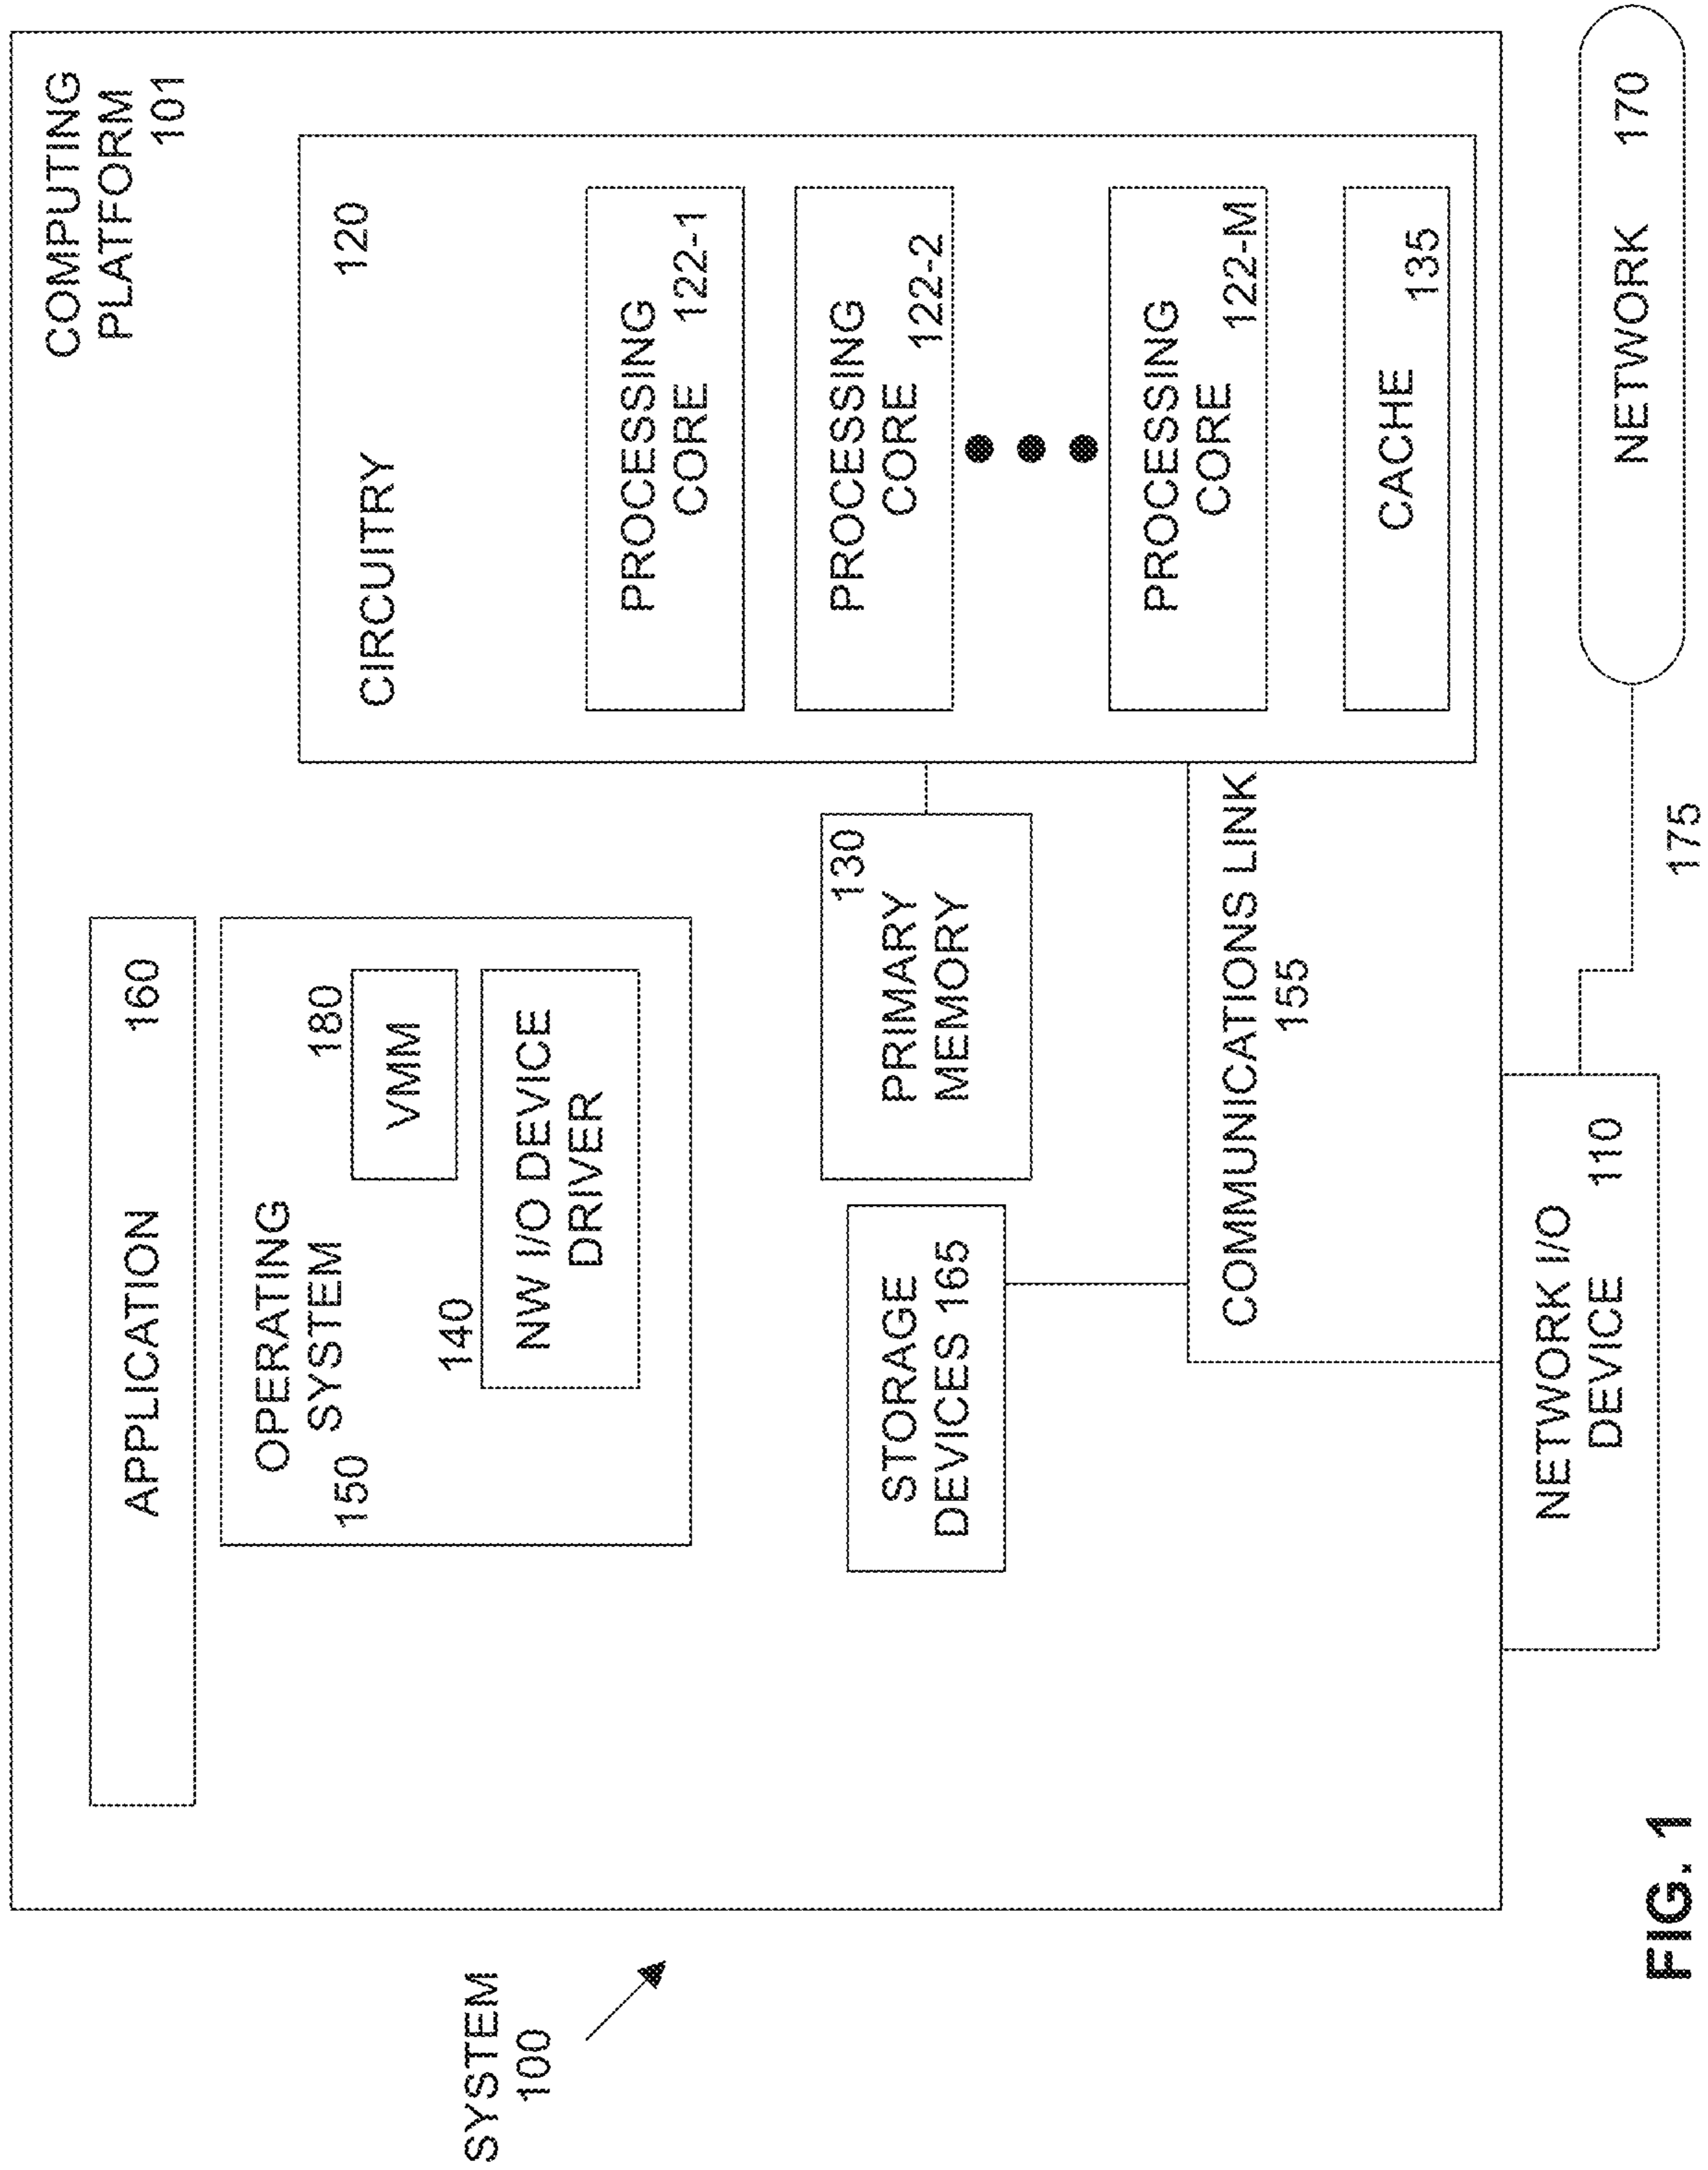 COMPUTING
PLATFORM
101
APPLICATION 160
OPERATING
SYSTEM
150
180
VMM
140
NW I/O DEVICE
DRIVER
CIRCUITRY
120
PROCESSING
CORE 122-1
PROCESSING
CORE 122-2
PROCESSING
CORE 122-M
CACHE
135
130
PRIMARY
MEMORY
STORAGE
DEVICES 165
COMMUNICATIONS LINK
155
NETWORK I/O
DEVICE 110
NETWORK 170
175
SYSTEM
100
FIG. 1